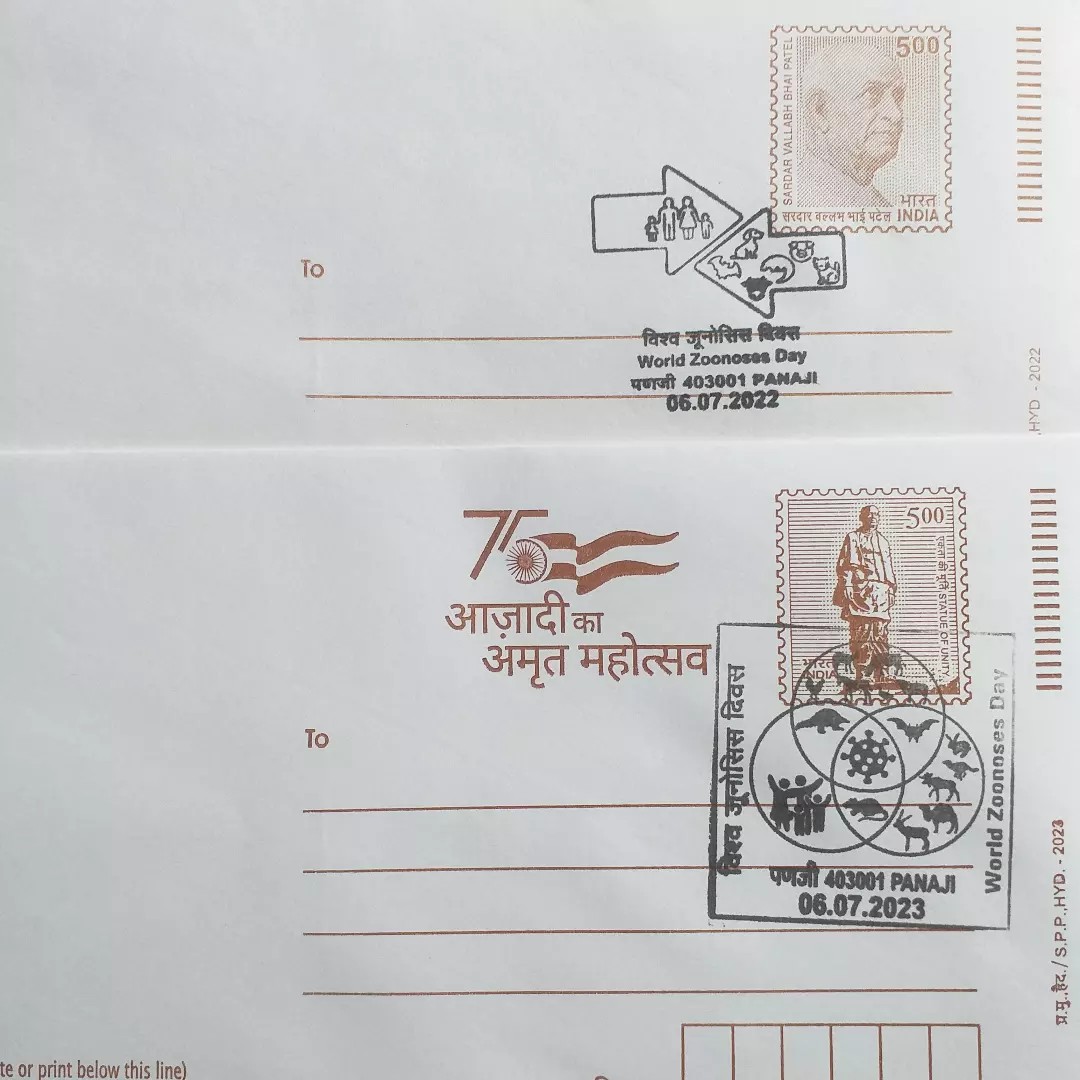 500
SARDAR VALLABH BHAI PATEL
भारत
सरदार वल्लभ भाई पटेल INDIA
To
विश्व जूनोसिस दिवस
World Zoonoses Day
पणजी 403001 PANAJI
06.07.2022
,HYD - 2022
75
आज़ादी का
अमृत महोत्सव
500
एकता की मूर्ति STATUE OF UNITY
भारत
INDIA
To
विश्व जूनोसिस दिवस
World Zoonoses Day
पणजी 403001 PANAJI
06.07.2023
प्र.मु.,हैद. / S.P.P.,HYD. - 2023
te or print below this line)